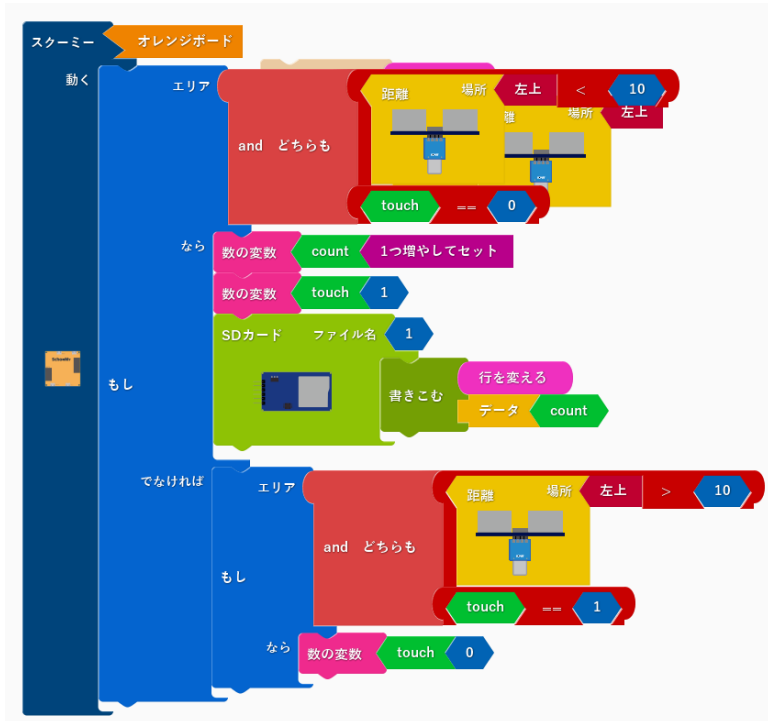 スクーミー オレンジボード
動く エリア
距離 場所 左上 < 10
離 場所 左上
and どちらも
touch == 0
なら 数の変数 count 1つ増やしてセット
数の変数 touch 1
SDカード ファイル名 1
もし
書きこむ 行を変える
データ count
でなければ エリア
距離 場所 左上 > 10
and どちらも
もし
touch == 1
なら 数の変数 touch 0